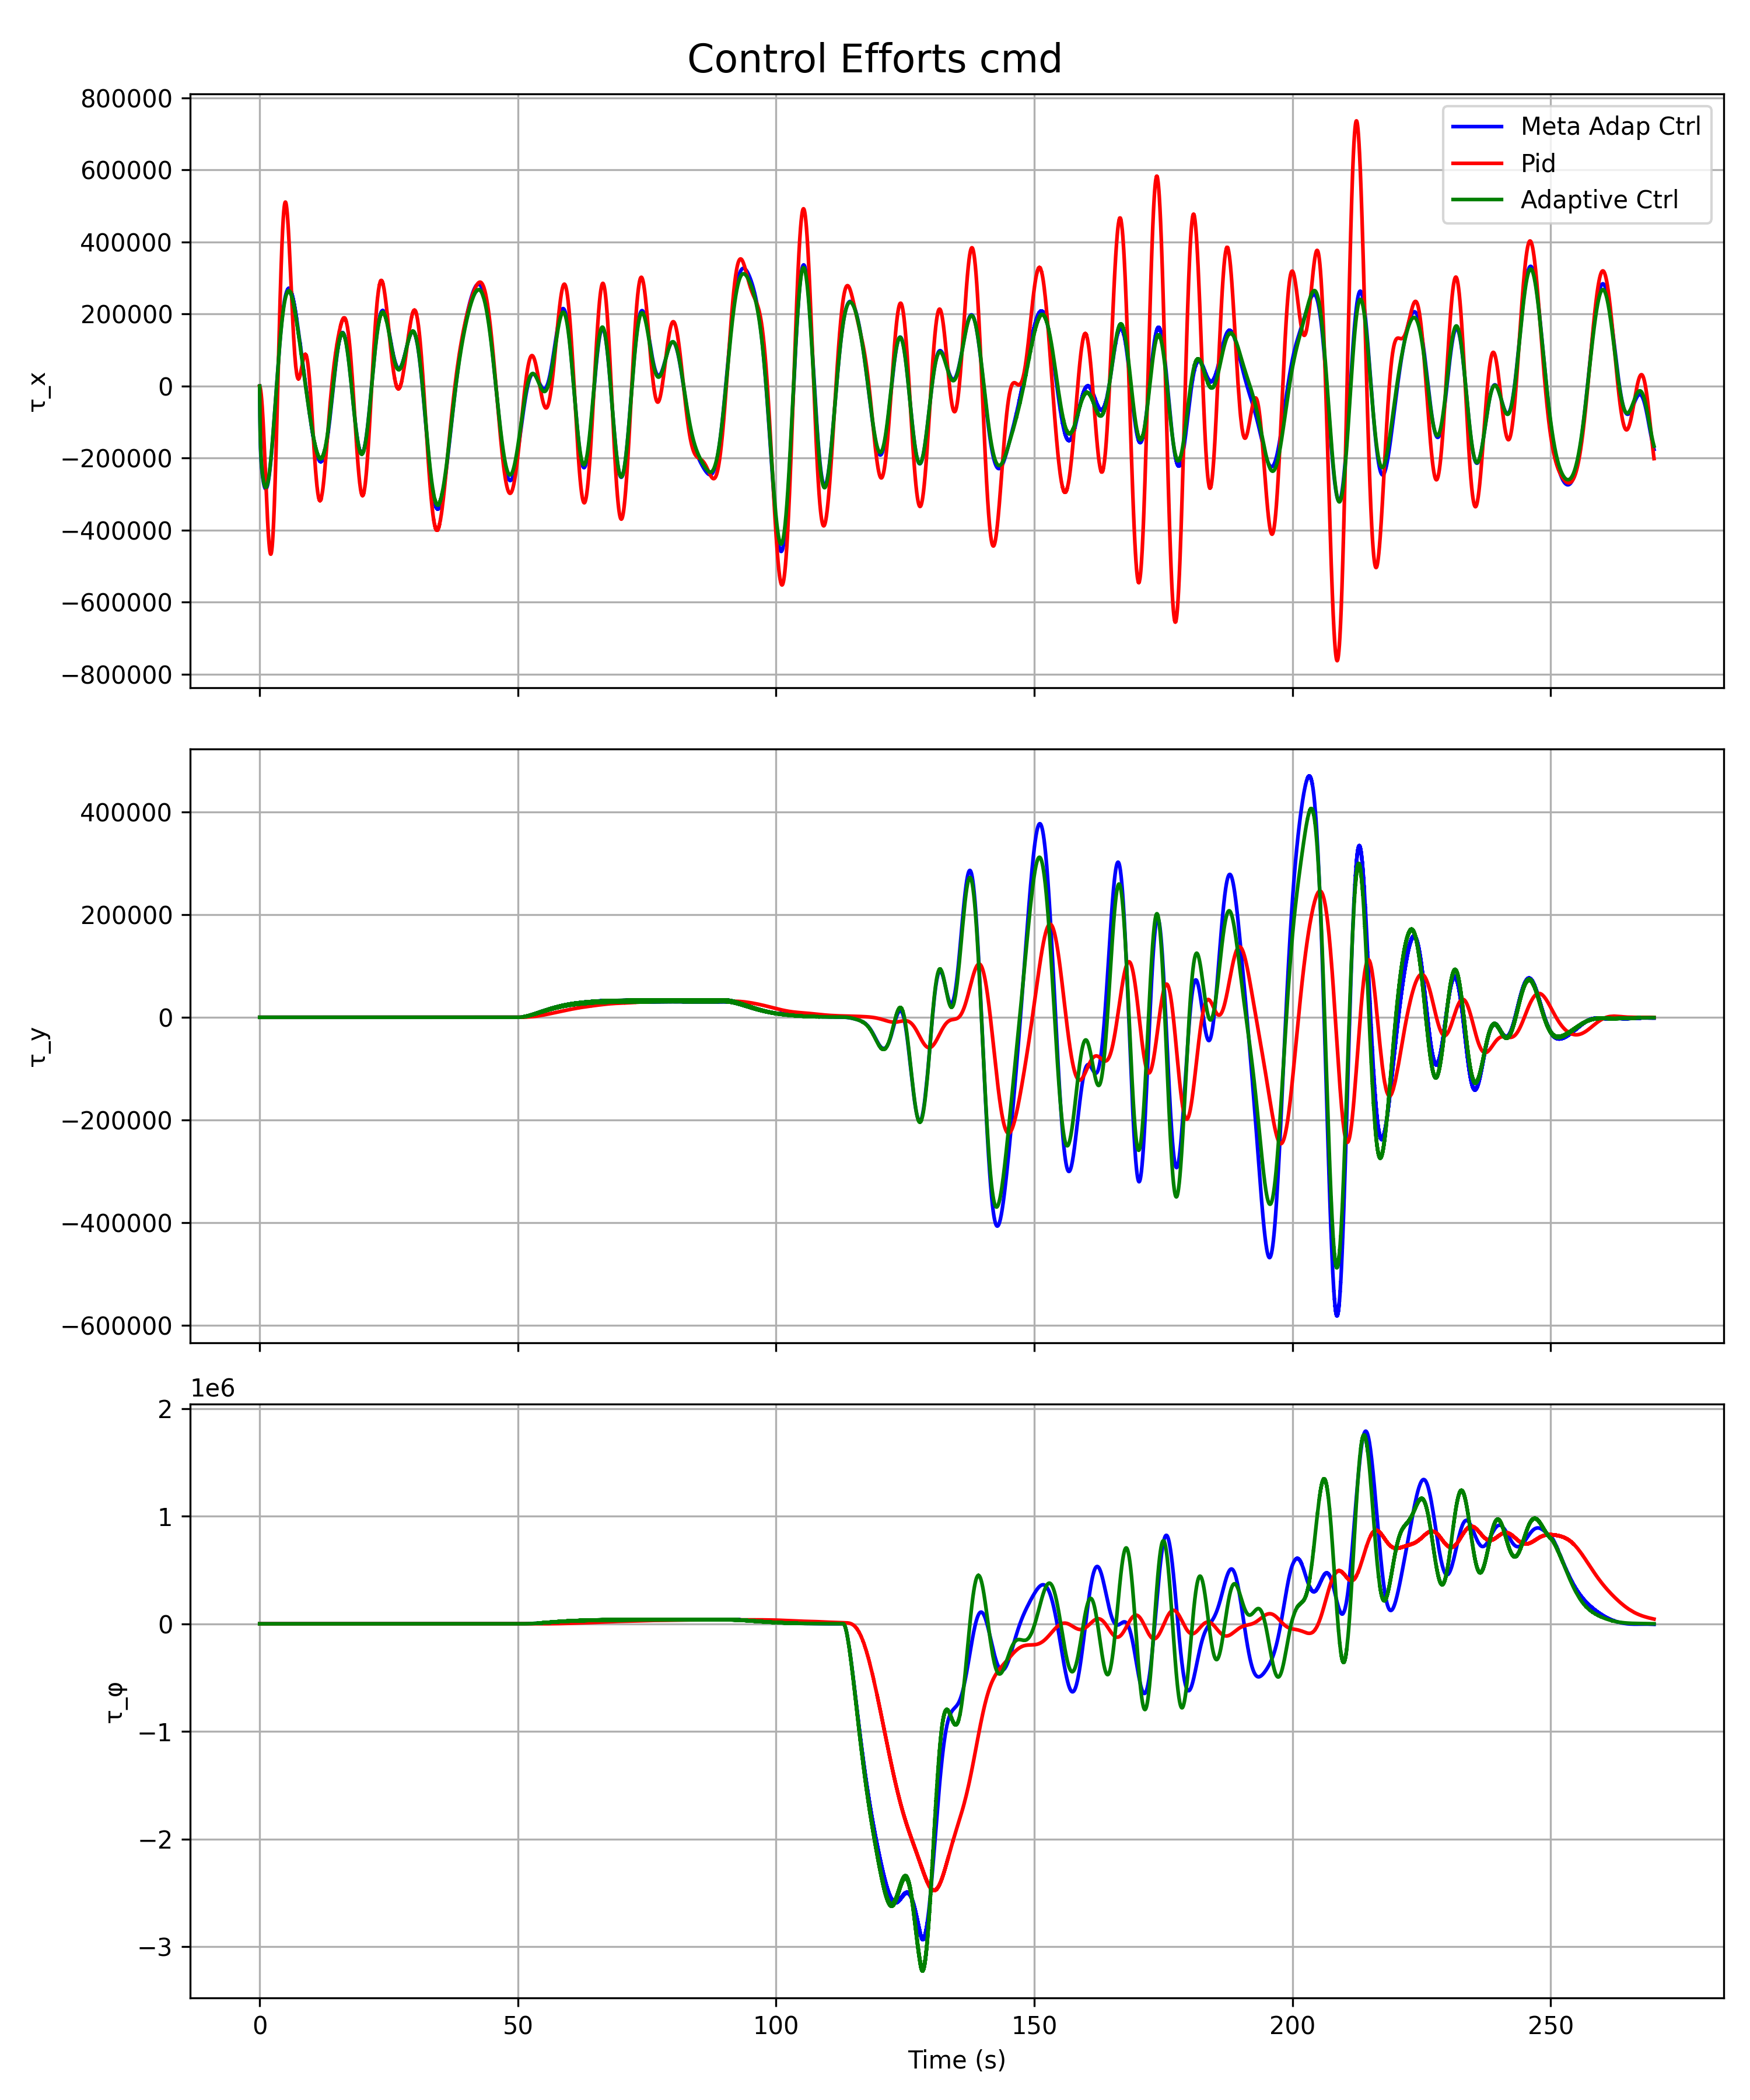 Control Efforts cmd
800000
600000
400000
200000
0
−200000
−400000
−600000
−800000
τ_x
Meta Adap Ctrl
Pid
Adaptive Ctrl
400000
200000
0
−200000
−400000
−600000
τ_y
1e6
2
1
0
−1
−2
−3
τ_φ
0 50 100 150 200 250
Time (s)